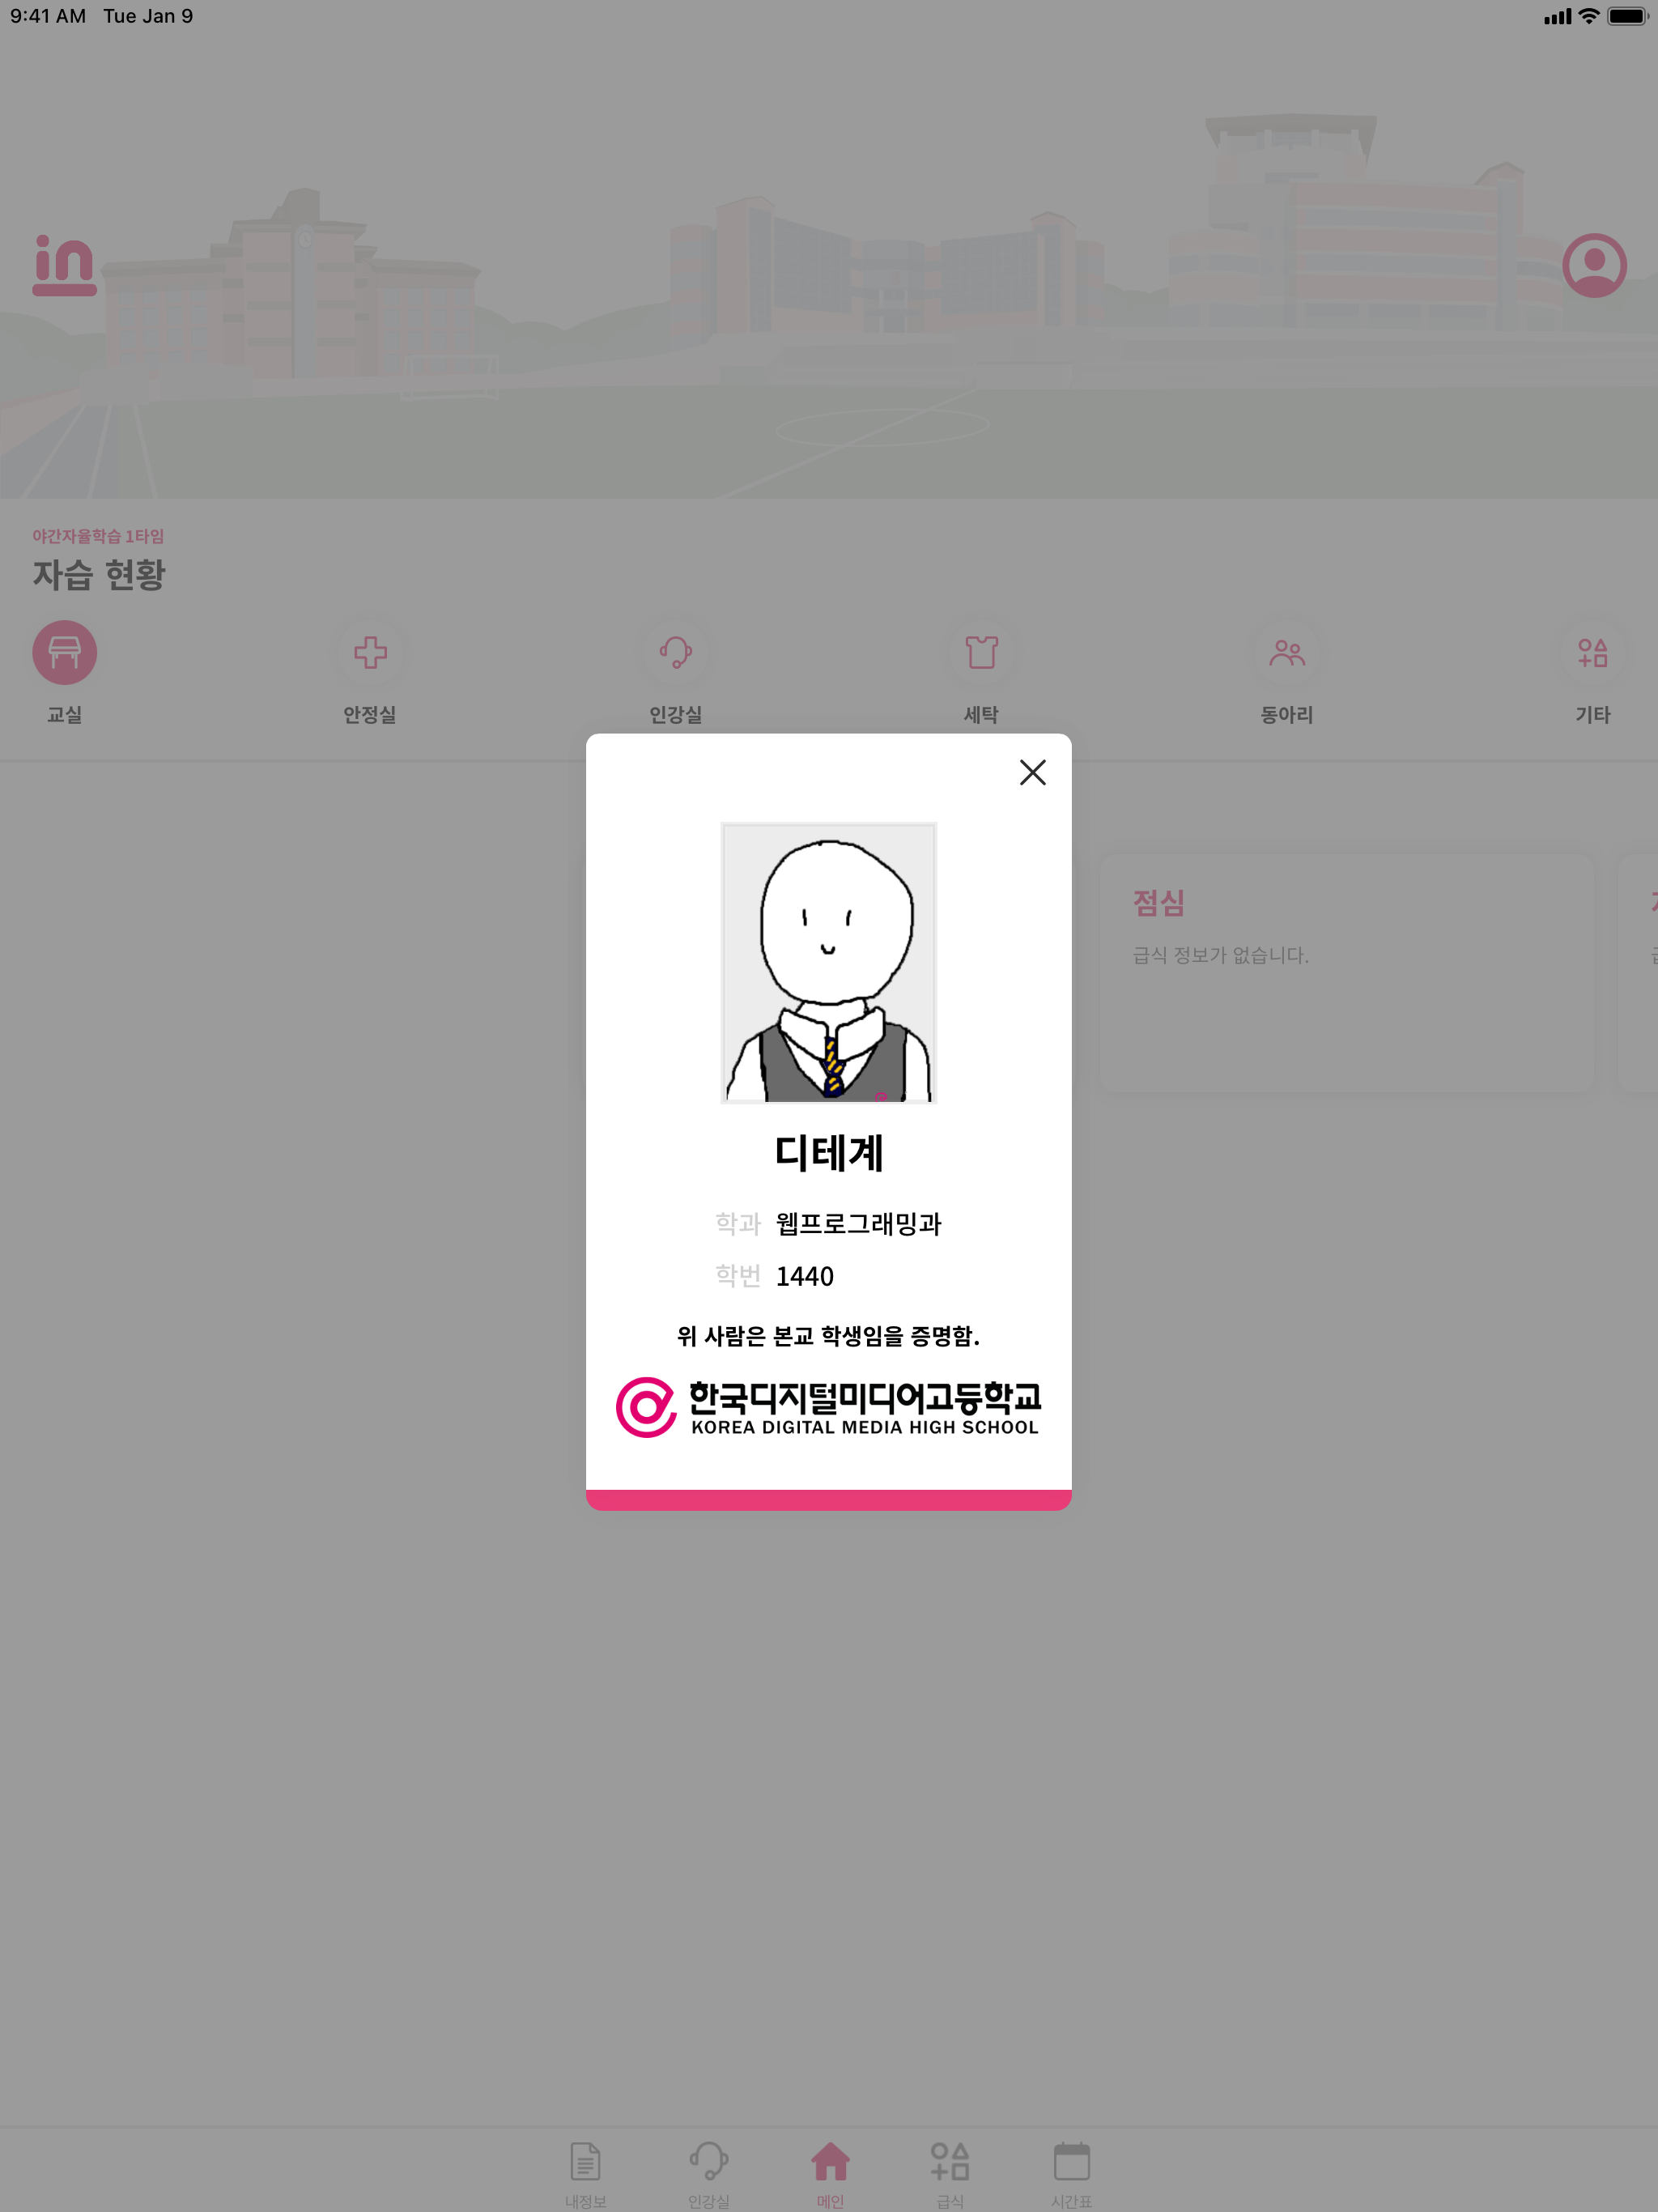 9:41 AM Tue Jan 9
in
야간자율학습 1타임
자습 현황
교실 안정실 인강실 세탁 동아리 기타
점심
급식 정보가 없습니다.
디테계
학과 웹프로그래밍과
학번 1440
위 사람은 본교 학생임을 증명함.
한국디지털미디어고등학교
KOREA DIGITAL MEDIA HIGH SCHOOL
내정보 인강실 메인 급식 시간표